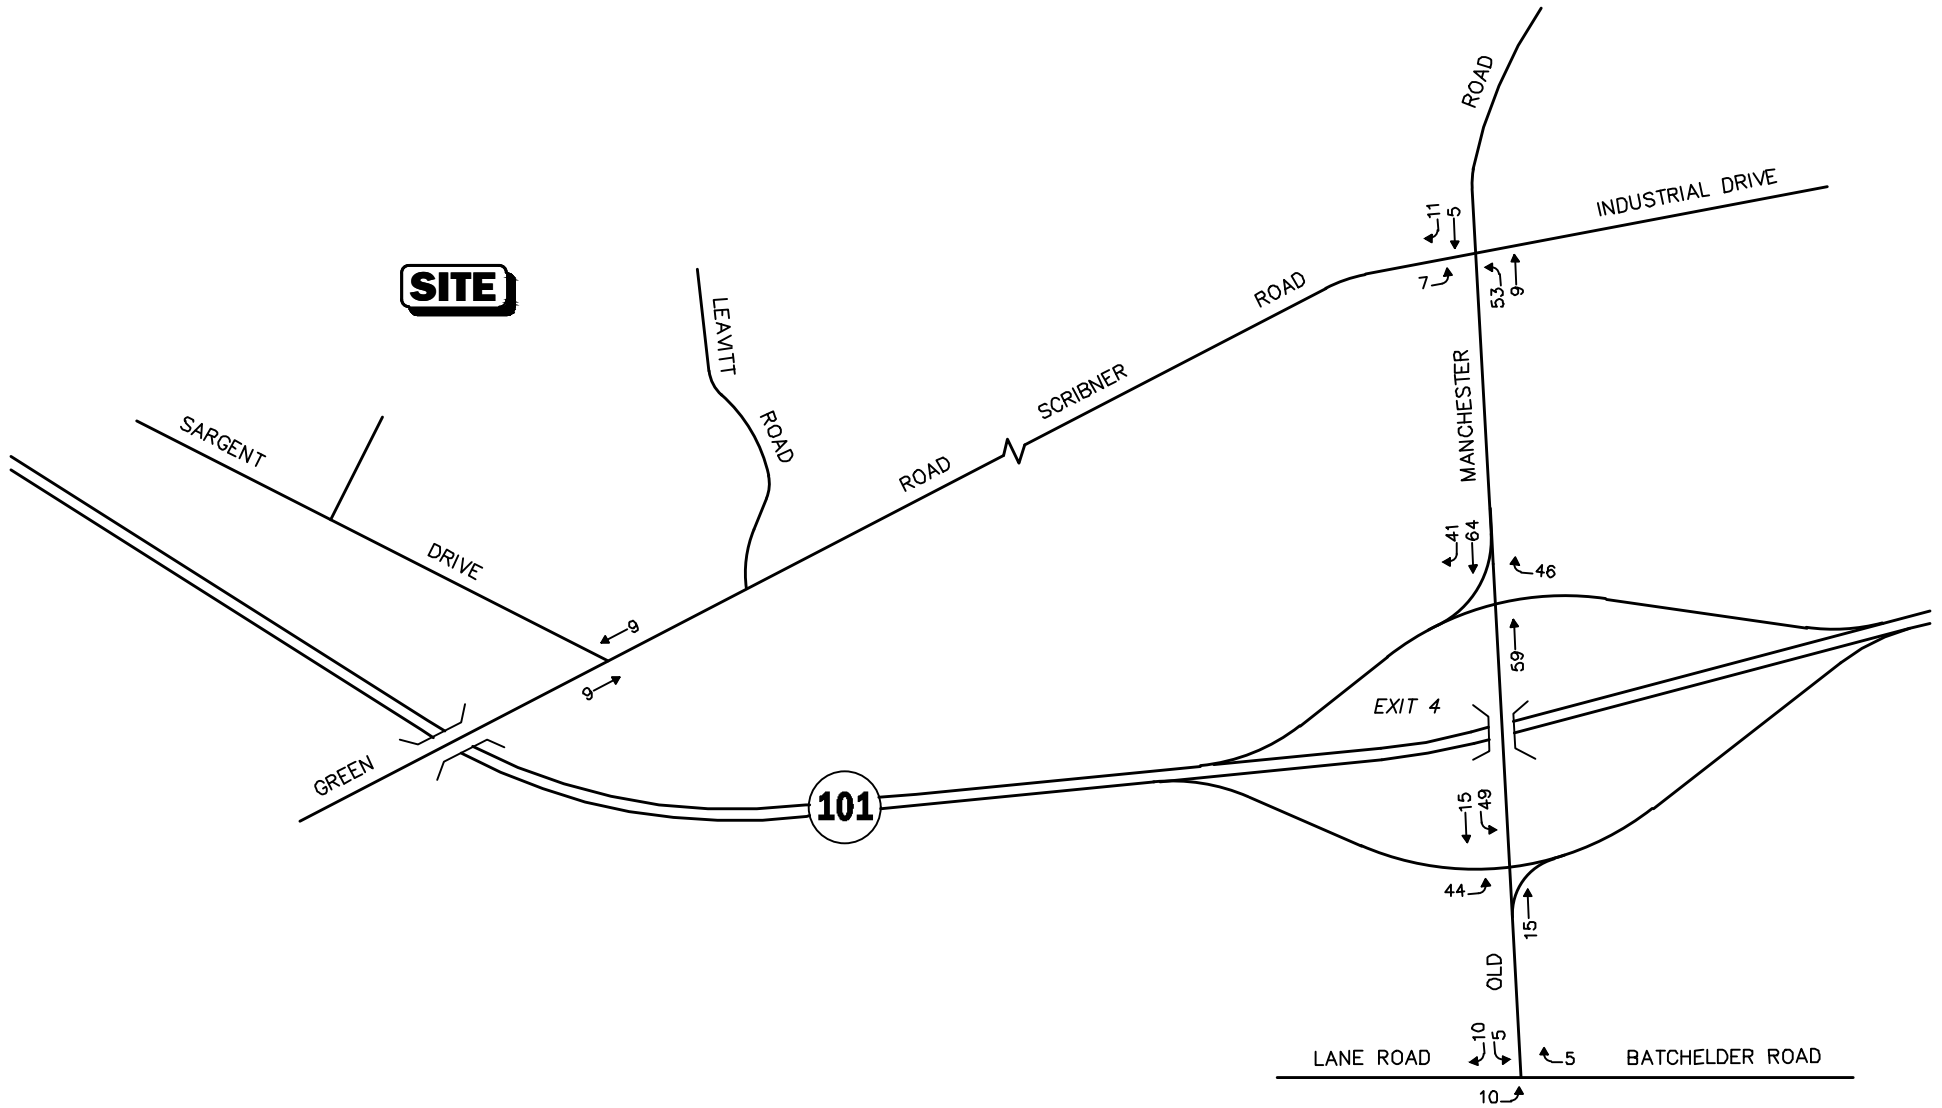 ROAD
INDUSTRIAL DRIVE
11
5
SITE
7
53
9
ROAD
LEAVITT
ROAD
SCRIBNER
MANCHESTER
SARGENT
ROAD
41
64
46
DRIVE
9
59
9
EXIT 4
GREEN
101
15
49
44
15
OLD
10
5
LANE ROAD
5
BATCHELDER ROAD
10